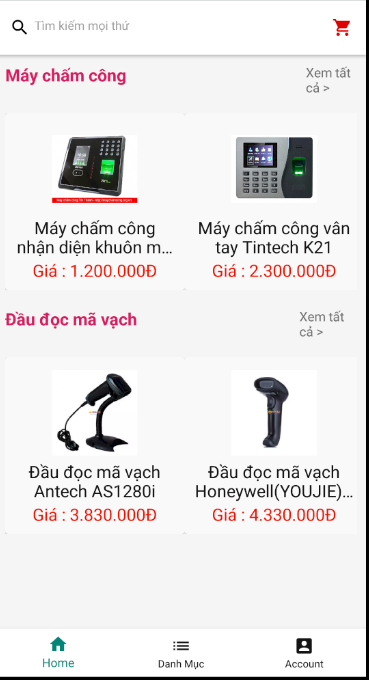 Tìm kiếm mọi thứ
Máy chấm công
Xem tất
cả >
Máy chấm công
nhận diện khuôn m...
Giá : 1.200.000Đ
Máy chấm công vân
tay Tintech K21
Giá : 2.300.000Đ
Đầu đọc mã vạch
Xem tất
cả >
Đầu đọc mã vạch
Antech AS1280i
Giá : 3.830.000Đ
Đầu đọc mã vạch
Honeywell(YOUJIE)...
Giá : 4.330.000Đ
Home
Danh Mục
Account